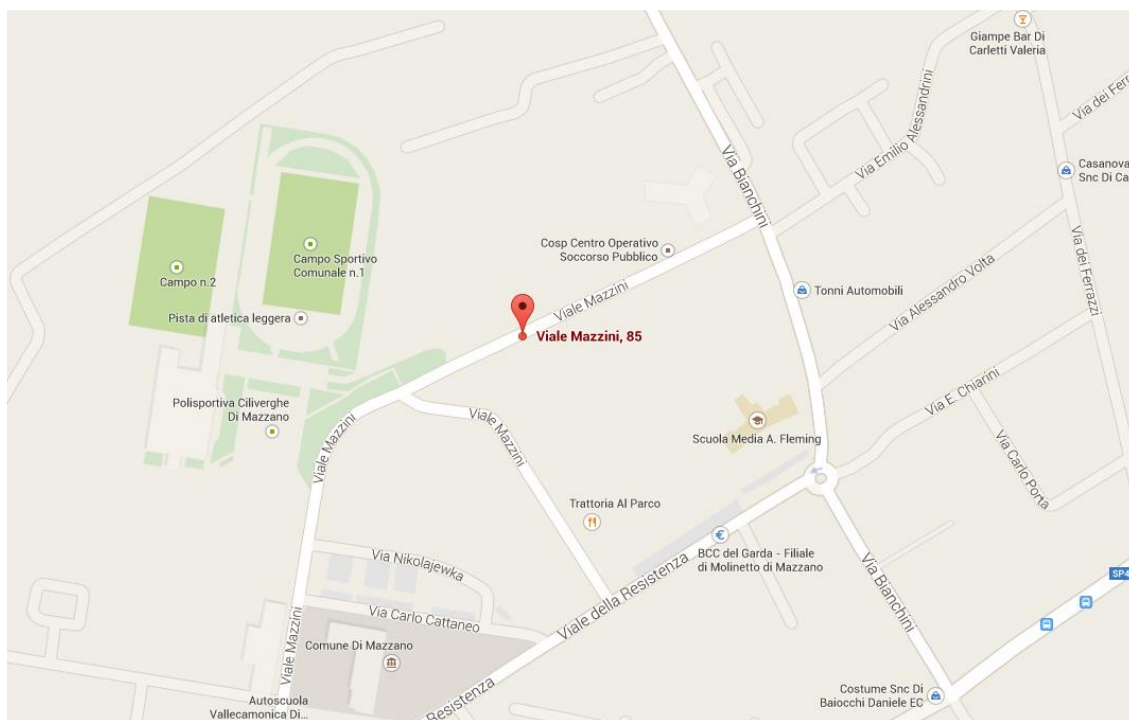 Giampe Bar Di
Carletti Valeria
Via dei Ferr
Via Emilio Alessandrini
Casanova
Snc Di Ca
Via Bianchini
Cosp Centro Operativo
Soccorso Pubblico
Campo Sportivo
Comunale n.1
Campo n.2
Via dei Ferrazzi
Tonni Automobili
Via Alessandro Volta
Viale Mazzini
Pista di atletica leggera
Viale Mazzini, 85
Via E. Chiarini
Polisportiva Ciliverghe
Di Mazzano
Viale Mazzini
Viale Mazzini
Scuola Media A. Fleming
Via Carlo Porta
Trattoria Al Parco
BCC del Garda - Filiale
di Molinetto di Mazzano
Via Nikolajewka
Viale della Resistenza
Via Bianchini
SP4
Via Carlo Cattaneo
Viale Mazzini
Comune Di Mazzano
Resistenza
Costume Snc Di
Baiocchi Daniele EC
Autoscuola
Vallecamonica Di...